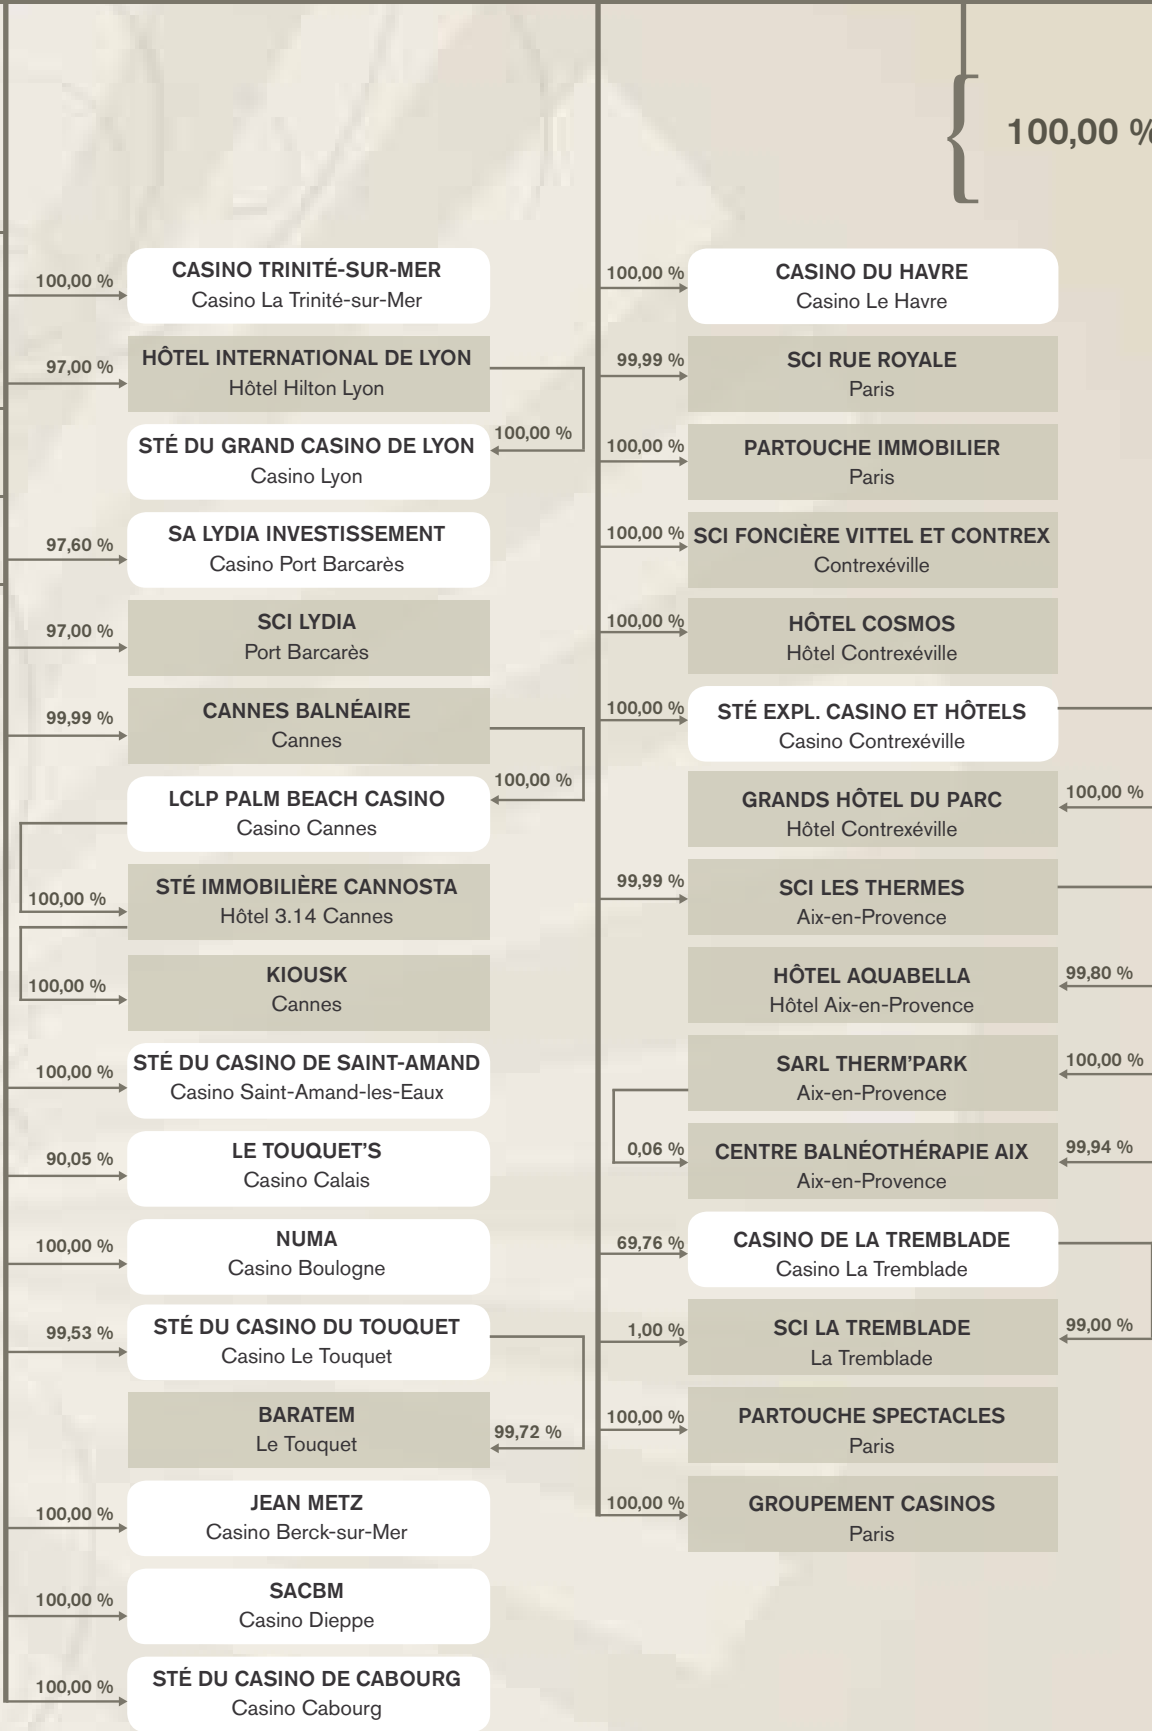 100,00 %
100,00 %
CASINO TRINITÉ-SUR-MER
Casino La Trinité-sur-Mer
97,00 %
HÔTEL INTERNATIONAL DE LYON
Hôtel Hilton Lyon
100,00 %
STÉ DU GRAND CASINO DE LYON
Casino Lyon
97,60 %
SA LYDIA INVESTISSEMENT
Casino Port Barcarès
97,00 %
SCI LYDIA
Port Barcarès
99,99 %
CANNES BALNÉAIRE
Cannes
100,00 %
LCLP PALM BEACH CASINO
Casino Cannes
100,00 %
STÉ IMMOBILIÈRE CANNOSTA
Hôtel 3.14 Cannes
100,00 %
KIOUSK
Cannes
100,00 %
STÉ DU CASINO DE SAINT-AMAND
Casino Saint-Amand-les-Eaux
90,05 %
LE TOUQUET’S
Casino Calais
100,00 %
NUMA
Casino Boulogne
99,53 %
STÉ DU CASINO DU TOUQUET
Casino Le Touquet
BARATEM
Le Touquet
99,72 %
100,00 %
JEAN METZ
Casino Berck-sur-Mer
100,00 %
SACBM
Casino Dieppe
100,00 %
STÉ DU CASINO DE CABOURG
Casino Cabourg
100,00 %
CASINO DU HAVRE
Casino Le Havre
99,99 %
SCI RUE ROYALE
Paris
100,00 %
PARTOUCHE IMMOBILIER
Paris
100,00 %
SCI FONCIÈRE VITTEL ET CONTREX
Contrexéville
100,00 %
HÔTEL COSMOS
Hôtel Contrexéville
100,00 %
STÉ EXPL. CASINO ET HÔTELS
Casino Contrexéville
GRANDS HÔTEL DU PARC
Hôtel Contrexéville
100,00 %
99,99 %
SCI LES THERMES
Aix-en-Provence
HÔTEL AQUABELLA
Hôtel Aix-en-Provence
99,80 %
SARL THERM’PARK
Aix-en-Provence
100,00 %
0,06 %
CENTRE BALNÉOTHÉRAPIE AIX
Aix-en-Provence
99,94 %
69,76 %
CASINO DE LA TREMBLADE
Casino La Tremblade
1,00 %
SCI LA TREMBLADE
La Tremblade
99,00 %
100,00 %
PARTOUCHE SPECTACLES
Paris
100,00 %
GROUPEMENT CASINOS
Paris